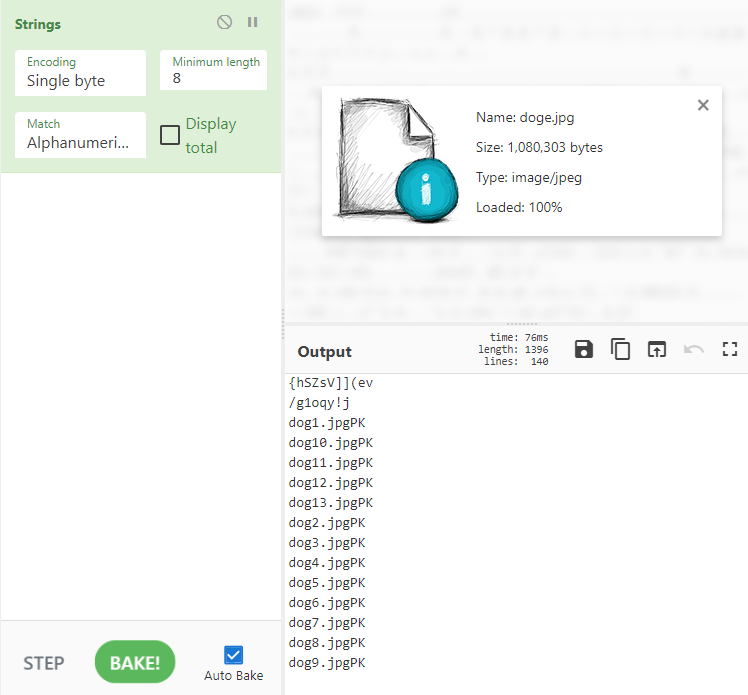 Strings
Encoding
Single byte
Minimum length
8
Match
Alphanumeri...
Display
total
STEP
BAKE!
Auto Bake
Name: doge.jpg
Size: 1,080,303 bytes
Type: image/jpeg
Loaded: 100%
Output
time: 76ms
length: 1396
lines: 140
{hSZsV]](ev
/g1oqy!j
dog1.jpgPK
dog10.jpgPK
dog11.jpgPK
dog12.jpgPK
dog13.jpgPK
dog2.jpgPK
dog3.jpgPK
dog4.jpgPK
dog5.jpgPK
dog6.jpgPK
dog7.jpgPK
dog8.jpgPK
dog9.jpgPK